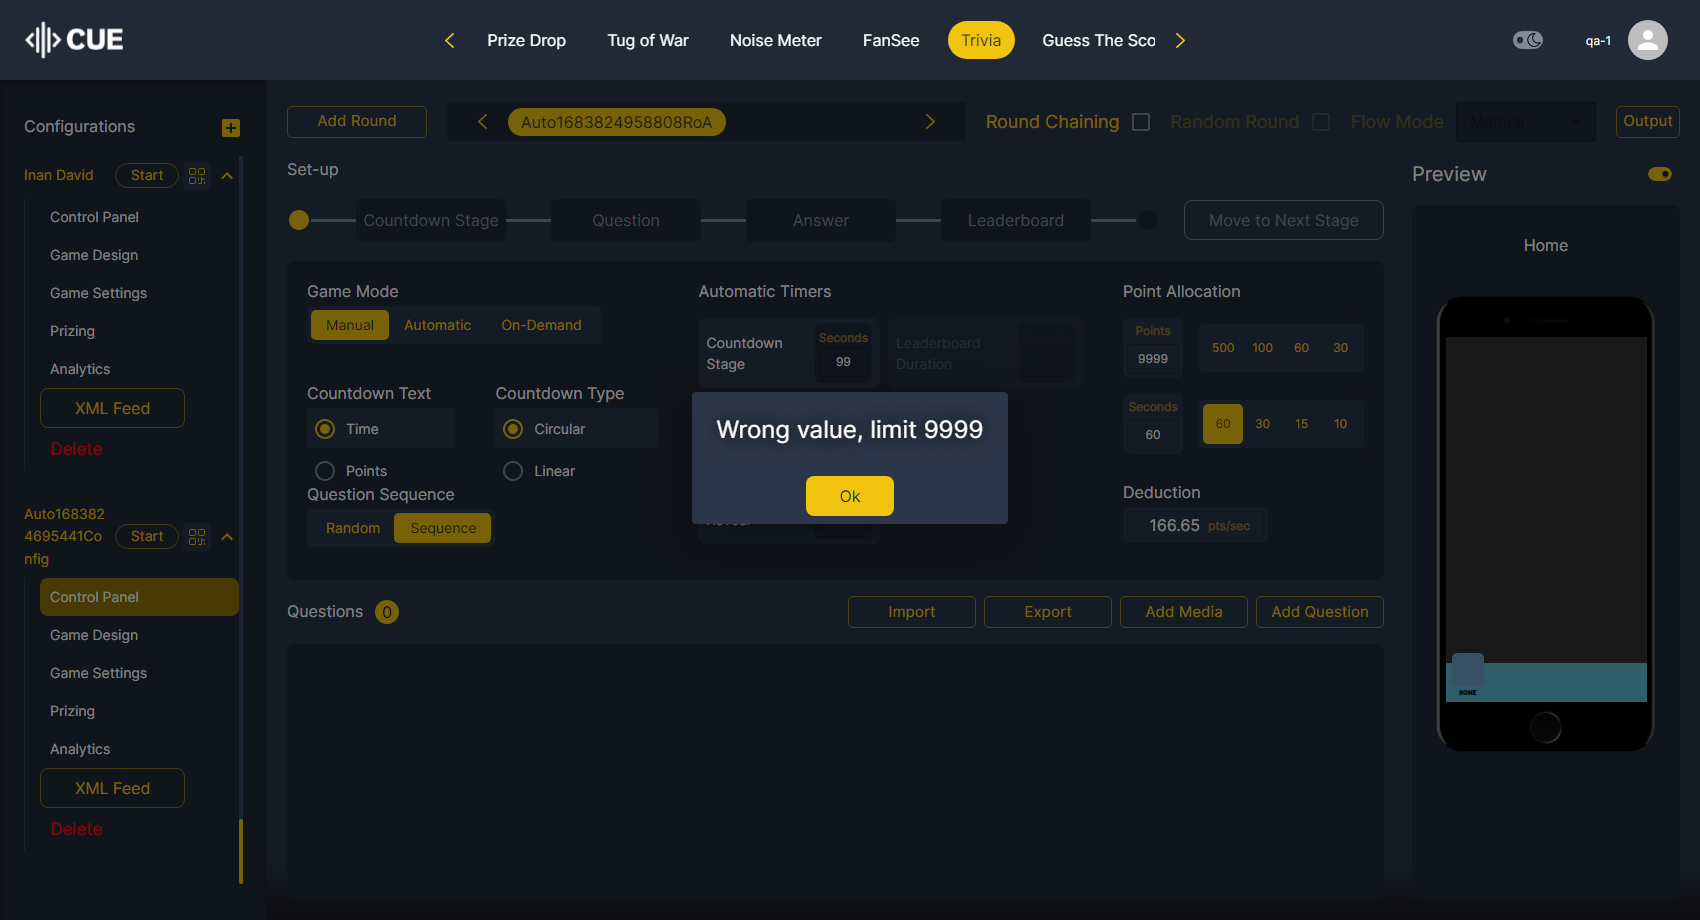 CUE
Prize Drop
Tug of War
Noise Meter
FanSee
Trivia
Guess The Sco
qa-1
Configurations
Inan David
Start
Control Panel
Game Design
Game Settings
Prizing
Analytics
XML Feed
Delete
Auto168382
4695441Co
nfig
Start
Control Panel
Game Design
Game Settings
Prizing
Analytics
XML Feed
Delete
Add Round
Auto1683824958808RoA
Round Chaining
Random Round
Flow Mode
Manual
Output
Set-up
Countdown Stage
Question
Answer
Leaderboard
Move to Next Stage
Game Mode
Manual
Automatic
On-Demand
Countdown Text
Time
Points
Countdown Type
Circular
Linear
Question Sequence
Random
Sequence
Automatic Timers
Countdown
Stage
Seconds
99
Leaderboard
Duration
Wrong value, limit 9999
Ok
Point Allocation
Points
9999
500
100
60
30
Seconds
60
60
30
15
10
Deduction
166.65 pts/sec
Questions 0
Import
Export
Add Media
Add Question
Preview
Home
HOME